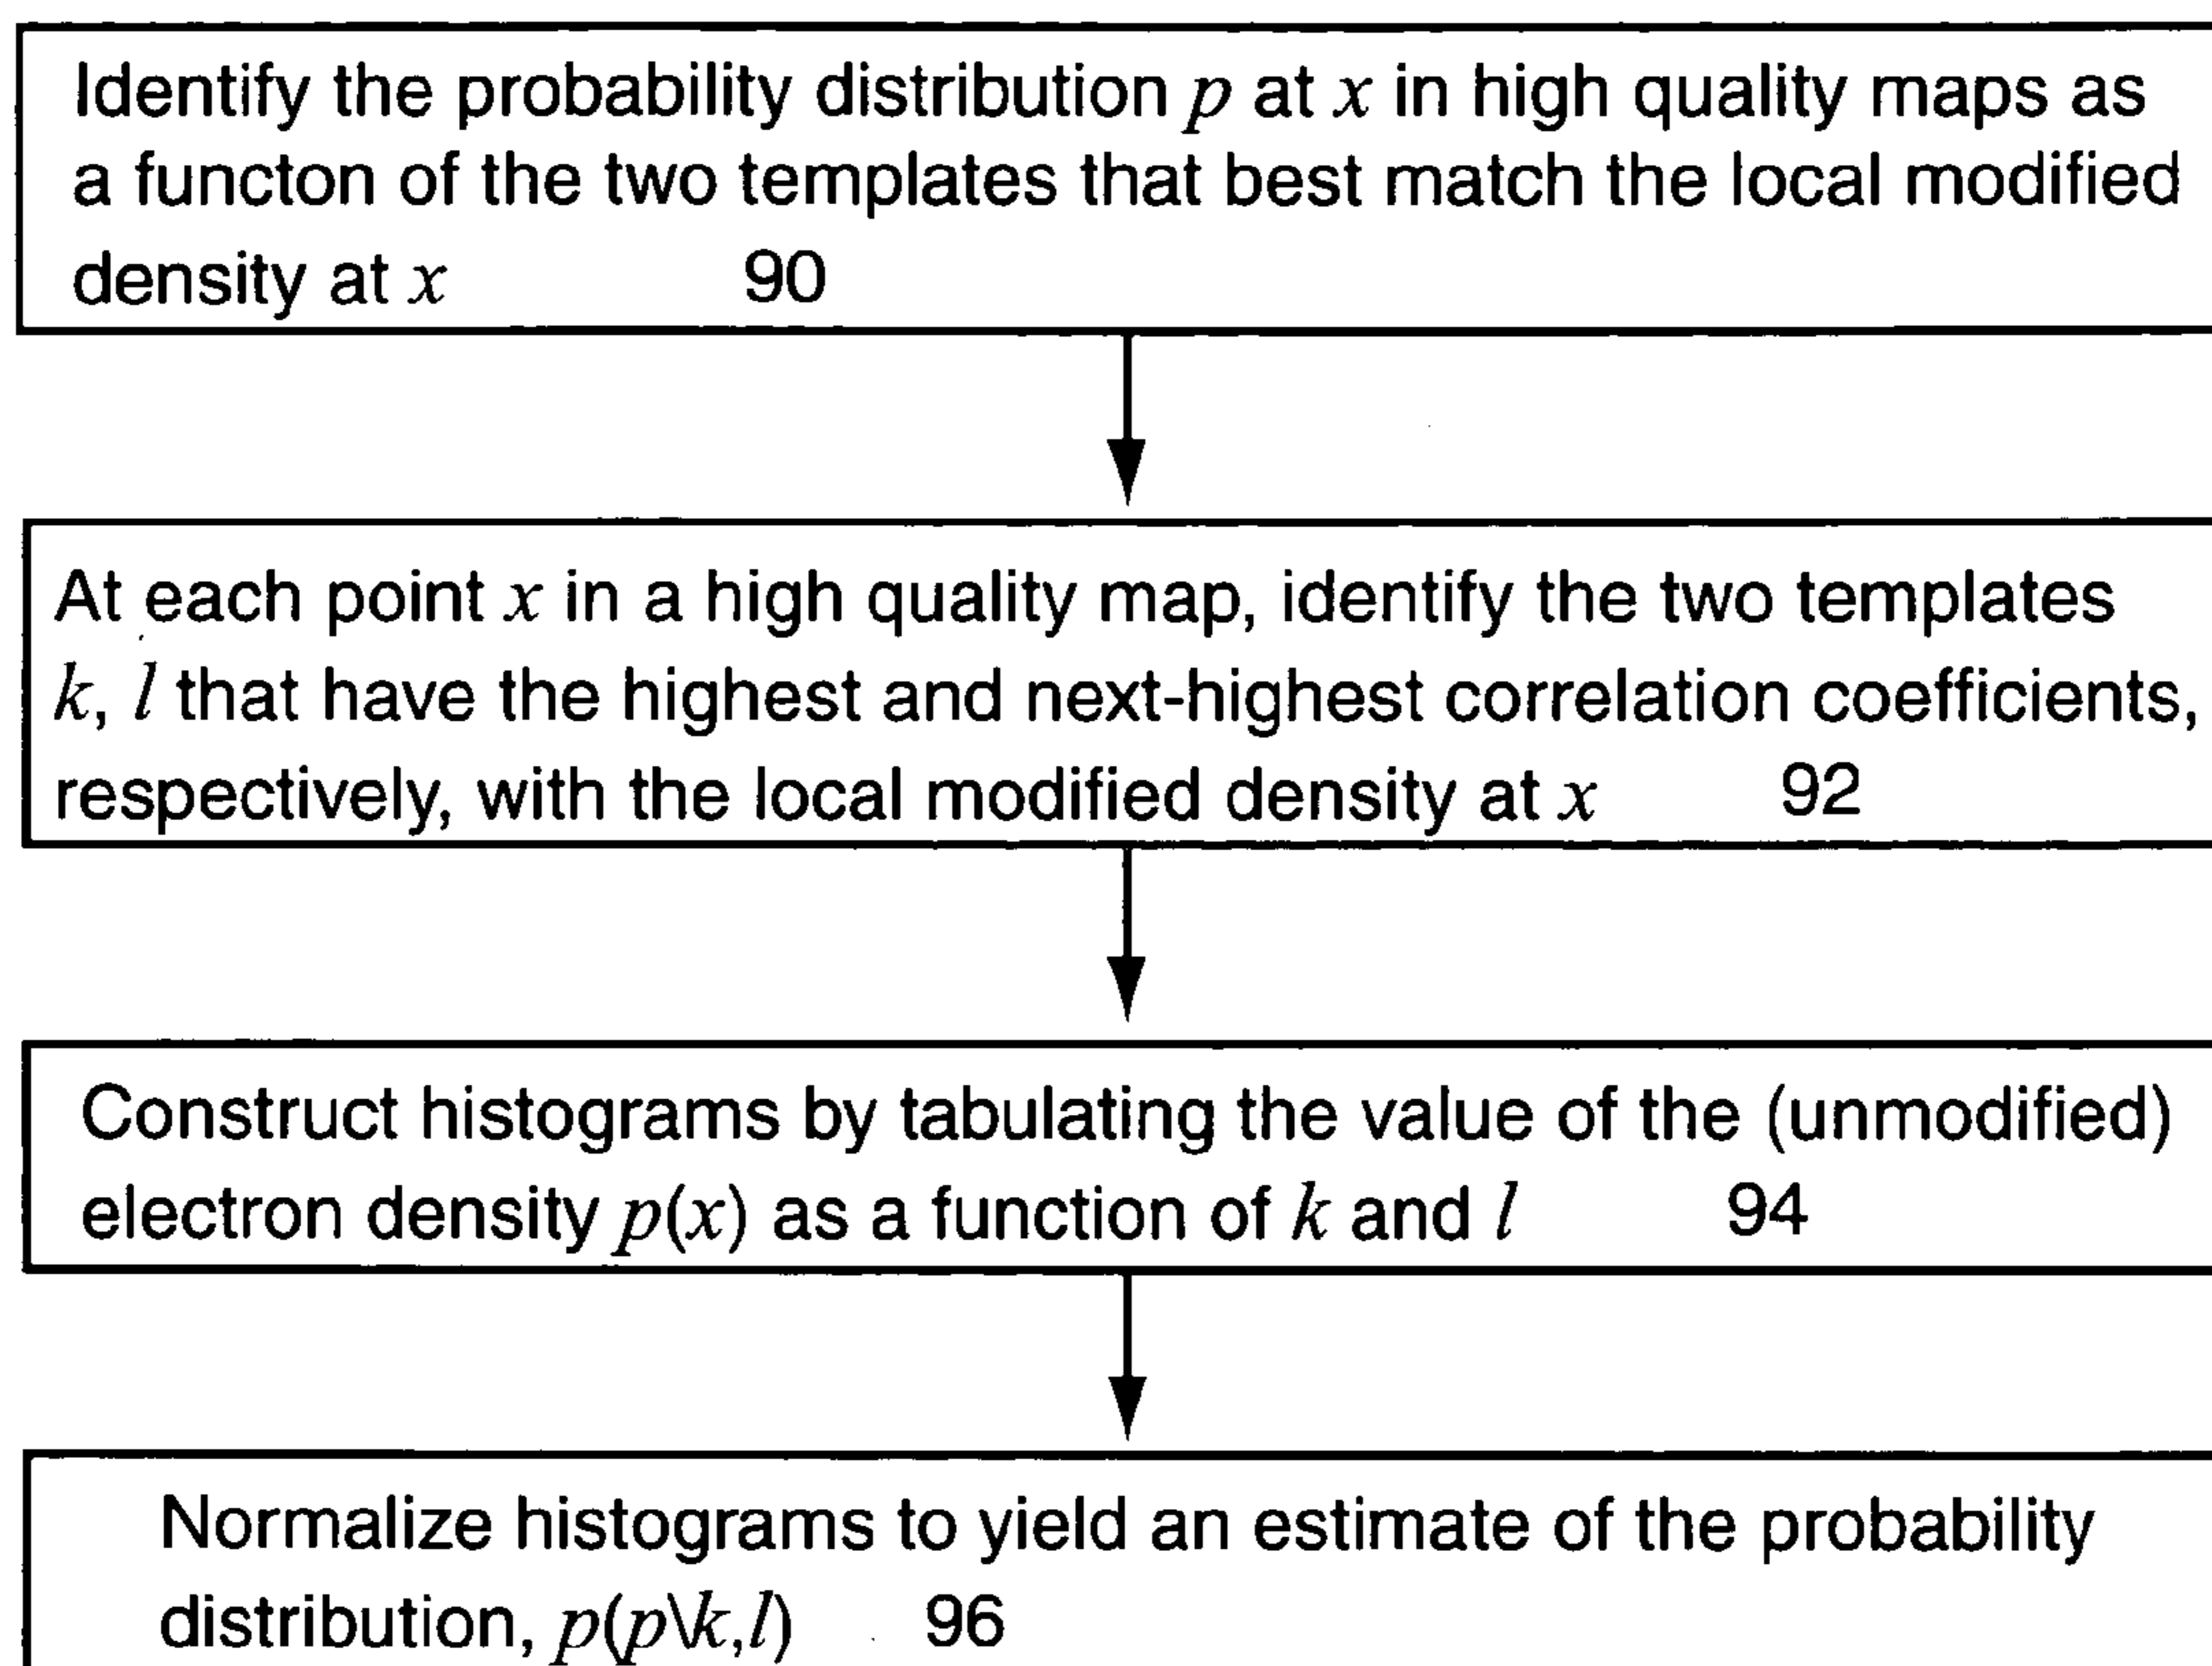 Identify the probability distribution p at x in high quality maps as
a functon of the two templates that best match the local modified
density at x 90
At each point x in a high quality map, identify the two templates
k, l that have the highest and next-highest correlation coefficients,
respectively, with the local modified density at x 92
Construct histograms by tabulating the value of the (unmodified)
electron density p(x) as a function of k and l 94
Normalize histograms to yield an estimate of the probability
distribution, p(p\k,l) 96